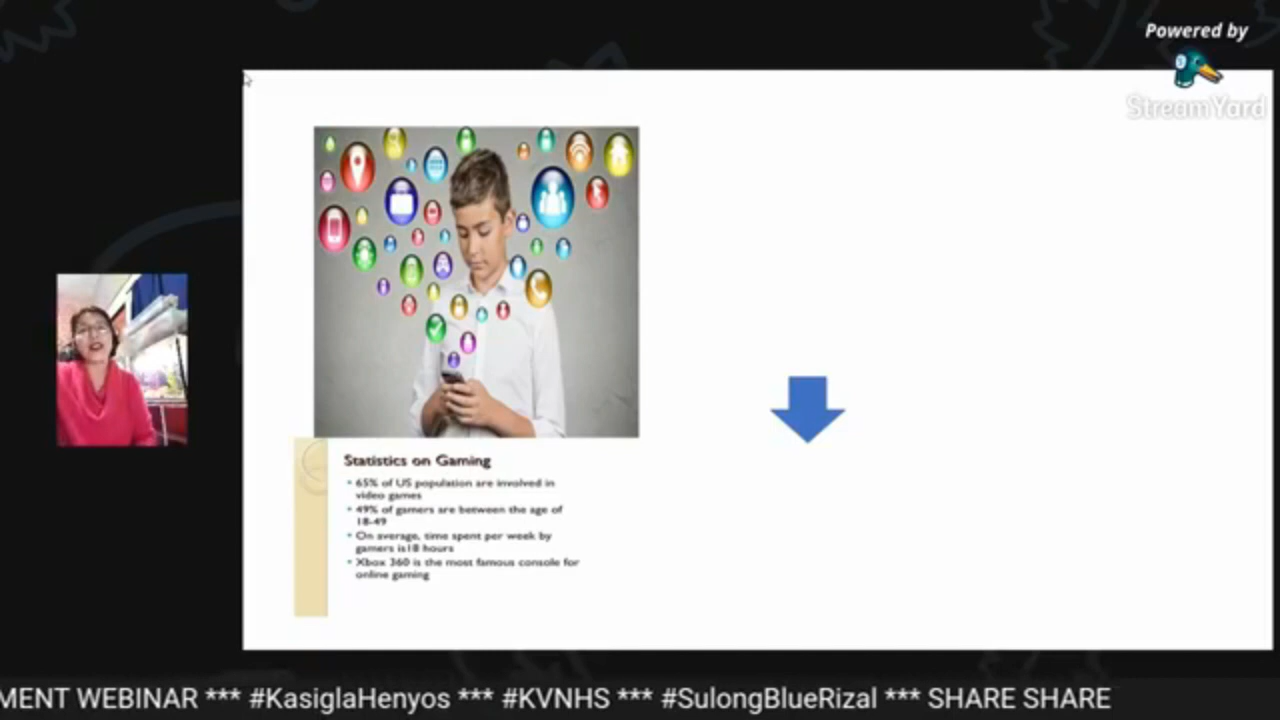 Powered by
StreamYard
Statistics on Gaming
• 65% of US population are involved in
video games
• 49% of gamers are between the age of
18-49
• On average, time spent per week by
gamers is18 hours
• Xbox 360 is the most famous console for
online gaming
MENT WEBINAR *** #KasiglaHenyos *** #KVNHS *** #SulongBlueRizal *** SHARE SHARE